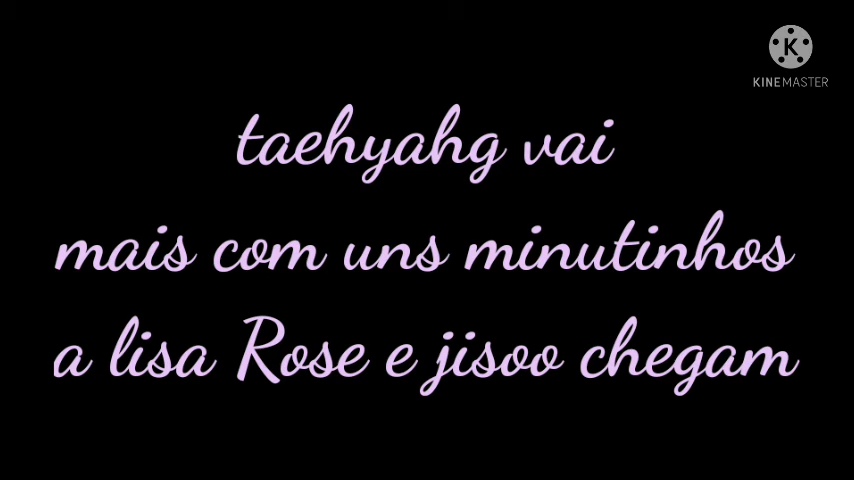 KINEMASTER
taehyahg vai
mais com uns minutinhos
a lisa Rose e jisoo chegam